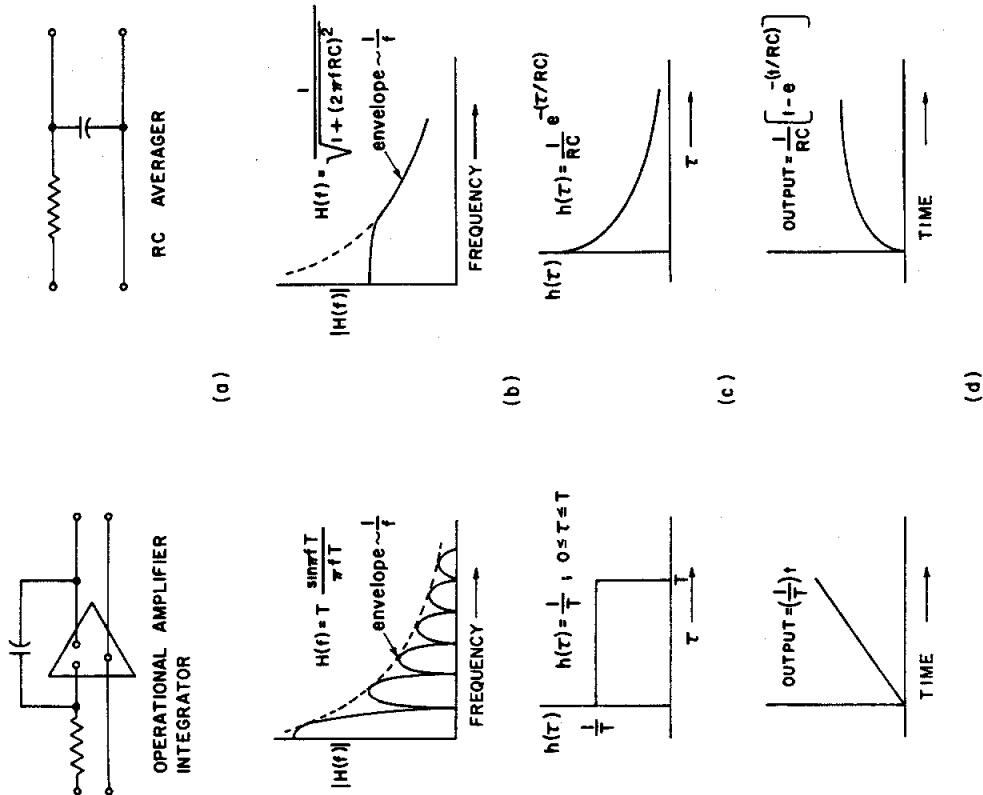 OPERATIONAL AMPLIFIER
INTEGRATOR
RC AVERAGER
(a)
H(f) = T sinπfT / πfT
envelope ~ 1/f
|H(f)|
FREQUENCY
H(f) = 1 / √1 + (2πfRC)²
envelope ~ 1/f
|H(f)|
FREQUENCY
(b)
h(τ)
h(τ) = 1/T ; 0 ≤ τ ≤ T
1/T
T
τ
h(τ)
h(τ) = 1/RC e^-(τ/RC)
τ
(c)
OUTPUT = (1/T) t
TIME
OUTPUT = 1/RC [1 - e^-(t/RC)]
TIME
(d)